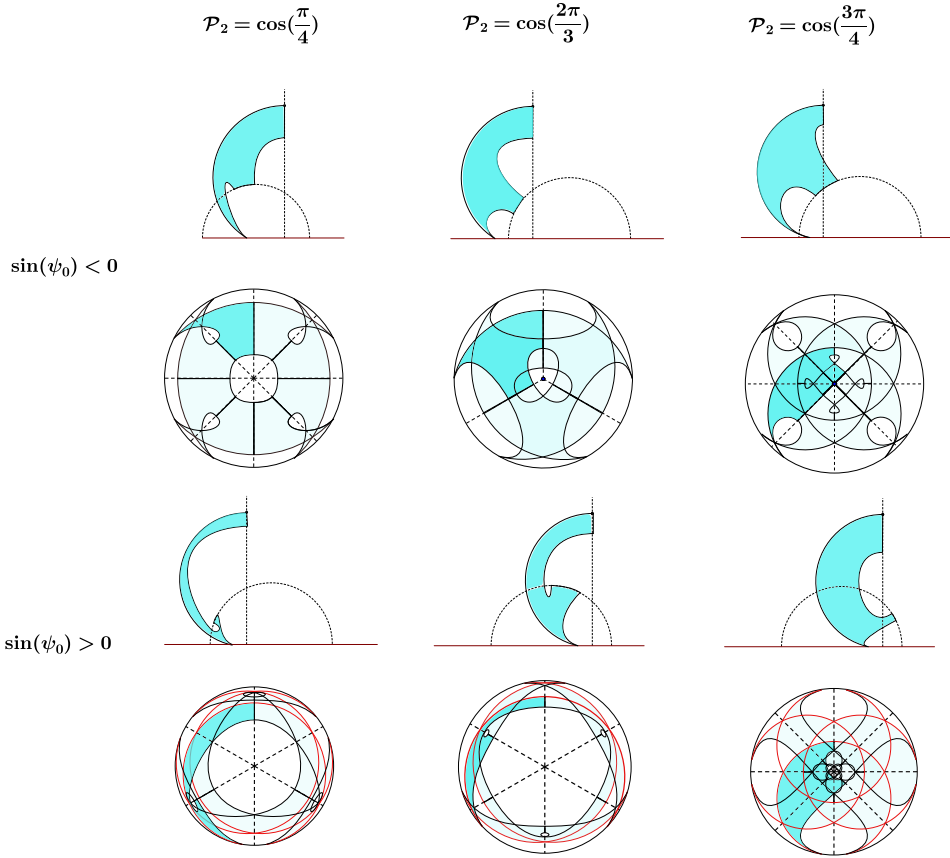 𝒫₂ = cos(π/4) 𝒫₂ = cos(2π/3) 𝒫₂ = cos(3π/4)
sin(ψ₀) < 0
sin(ψ₀) > 0